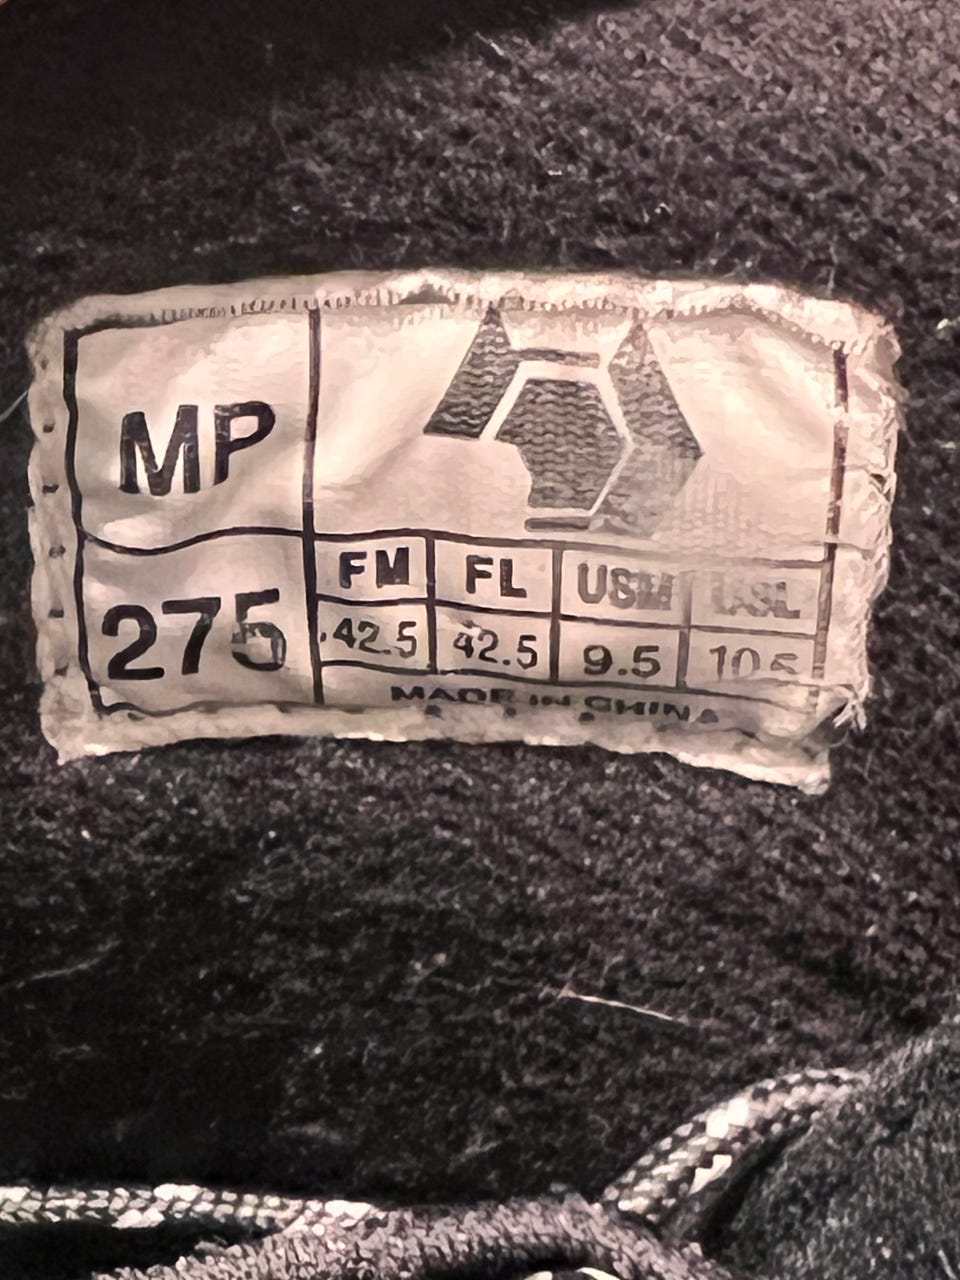 MP
275
FM FL USM USL
42.5 42.5 9.5 10.5
MADE IN CHINA